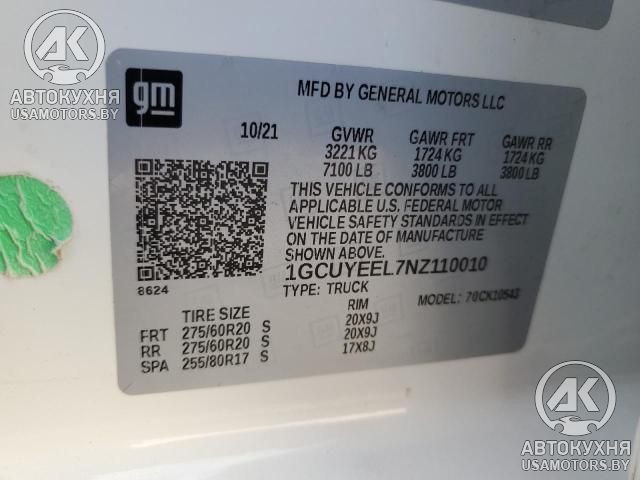 AK
АВТОКУХНЯ
USAMOTORS.BY
gm
MFD BY GENERAL MOTORS LLC
10/21 GVWR GAWR FRT GAWR RR
3221 KG 1724 KG 1724 KG
7100 LB 3800 LB 3800 LB
THIS VEHICLE CONFORMS TO ALL
APPLICABLE U.S. FEDERAL MOTOR
VEHICLE SAFETY STANDARDS IN EFFECT
ON THE DATE OF MANUFACTURE
SHOWN ABOVE.
1GCUYEEL7NZ110010
8624
TYPE: TRUCK MODEL: 70CK10543
TIRE SIZE RIM
FRT 275/60R20 S 20X9J
RR 275/60R20 S 20X9J
SPA 255/80R17 S 17X8J
AK
АВТОКУХНЯ
USAMOTORS.BY